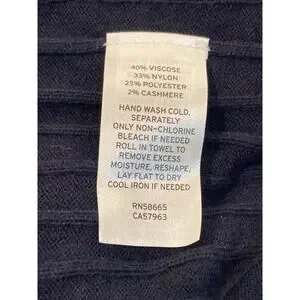 40% VISCOSE
33% NYLON
25% POLYESTER
2% CASHMERE
HAND WASH COLD,
SEPARATELY
ONLY NON-CHLORINE
BLEACH IF NEEDED
ROLL IN TOWEL TO
REMOVE EXCESS
MOISTURE, RESHAPE,
LAY FLAT TO DRY
COOL IRON IF NEEDED
RN58665
CA57963